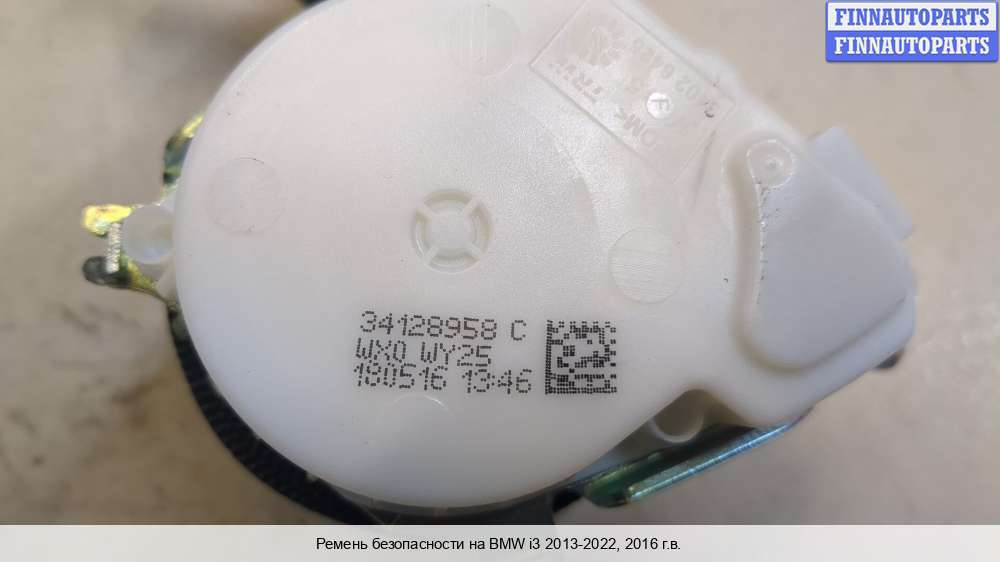 FINNAUTOPARTS
FINNAUTOPARTS
34128958 C
WX0 WY25
180516 13:46
Ремень безопасности на BMW i3 2013-2022, 2016 г.в.